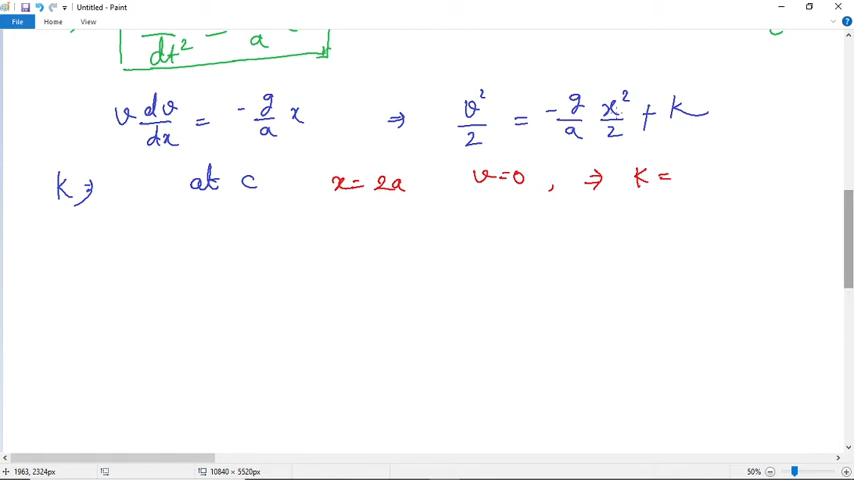 Untitled - Paint
File Home View
dt² a
v dv/dx = -g/a x ⇒ v²/2 = -g/a x²/2 + K
K ⇒ at C x = 2a v = 0 , ⇒ K =
1963, 2324px 10840 × 5520px 50%